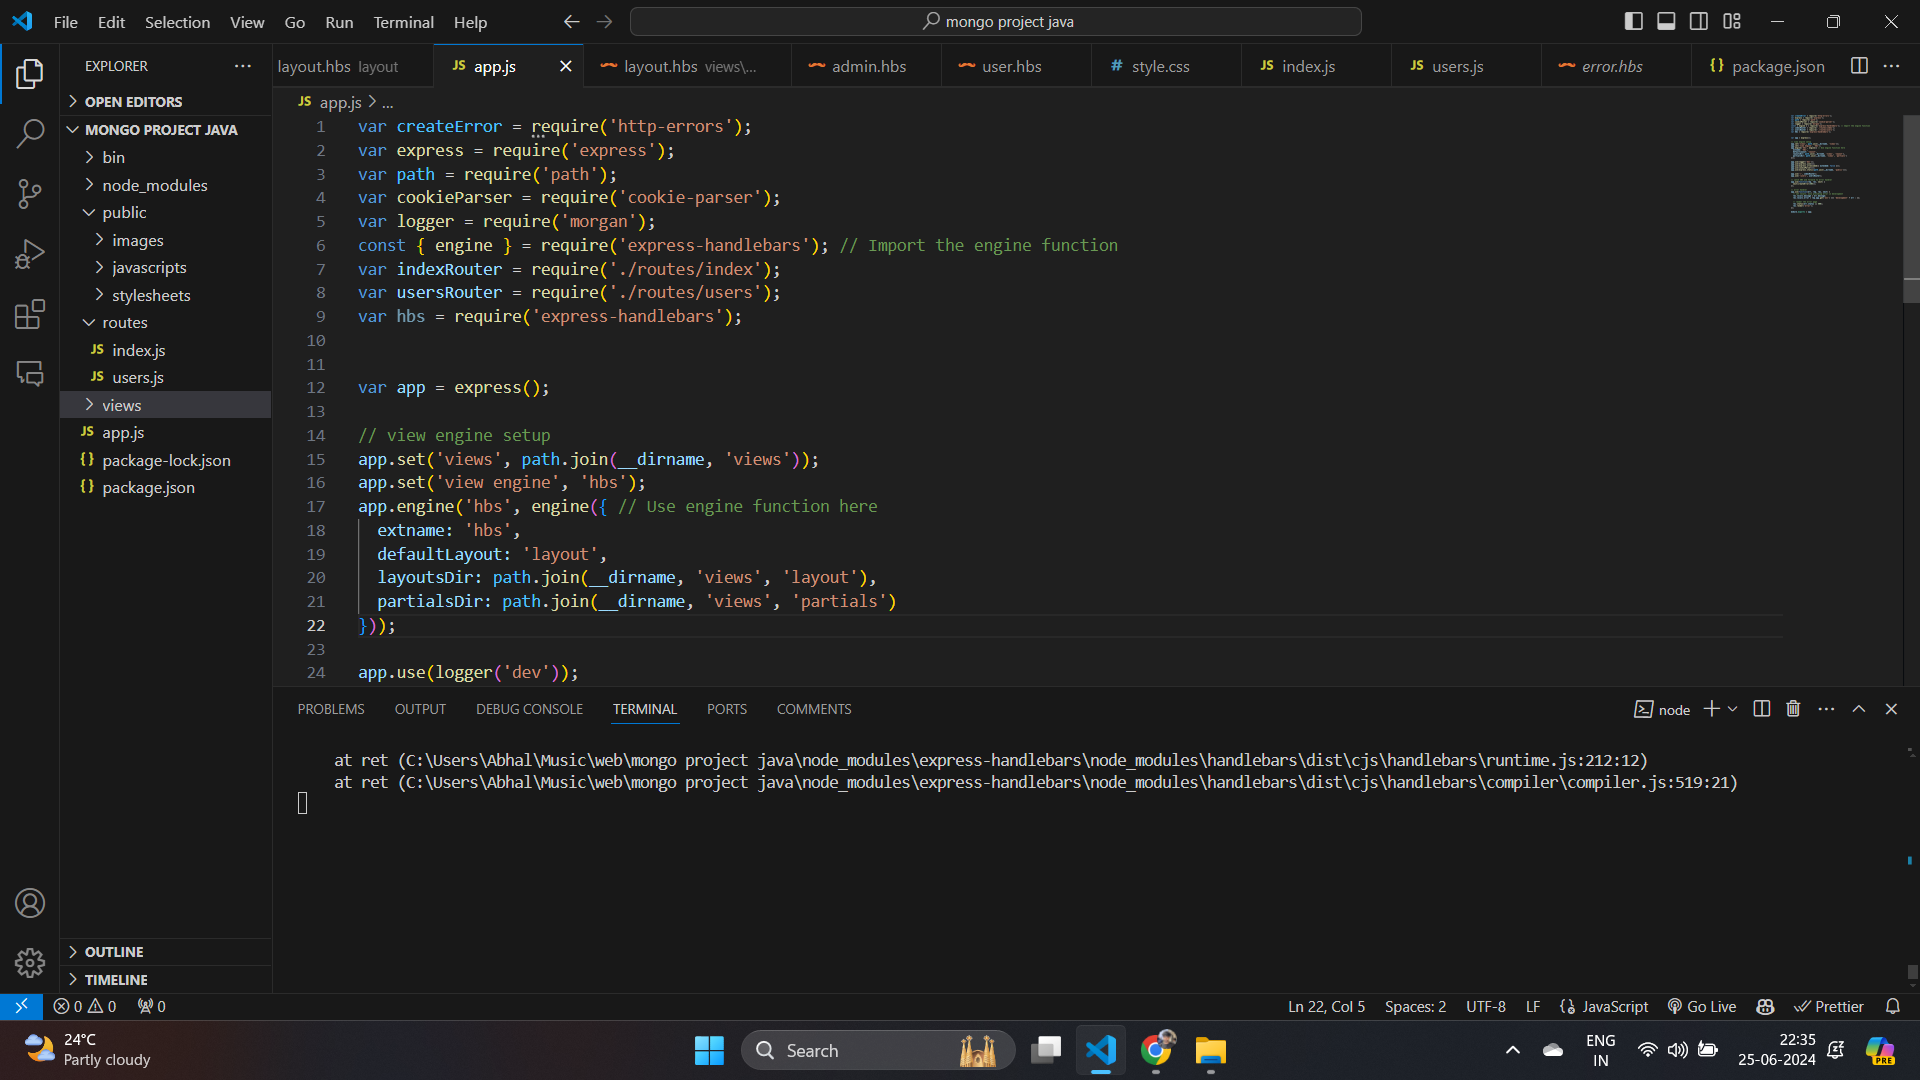 File Edit Selection View Go Run Terminal Help
mongo project java
EXPLORER
layout.hbs layout
JS app.js
layout.hbs views\...
admin.hbs
user.hbs
# style.css
JS index.js
JS users.js
error.hbs
{} package.json
OPEN EDITORS
MONGO PROJECT JAVA
bin
node_modules
public
images
javascripts
stylesheets
routes
JS index.js
JS users.js
views
JS app.js
{} package-lock.json
{} package.json
OUTLINE
TIMELINE
JS app.js > ...
1 var createError = require('http-errors');
2 var express = require('express');
3 var path = require('path');
4 var cookieParser = require('cookie-parser');
5 var logger = require('morgan');
6 const { engine } = require('express-handlebars'); // Import the engine function
7 var indexRouter = require('./routes/index');
8 var usersRouter = require('./routes/users');
9 var hbs = require('express-handlebars');
10
11
12 var app = express();
13
14 // view engine setup
15 app.set('views', path.join(__dirname, 'views'));
16 app.set('view engine', 'hbs');
17 app.engine('hbs', engine({ // Use engine function here
18 extname: 'hbs',
19 defaultLayout: 'layout',
20 layoutsDir: path.join(__dirname, 'views', 'layout'),
21 partialsDir: path.join(__dirname, 'views', 'partials')
22 }));
23
24 app.use(logger('dev'));
PROBLEMS OUTPUT DEBUG CONSOLE TERMINAL PORTS COMMENTS
node
at ret (C:\Users\Abhal\Music\web\mongo project java\node_modules\express-handlebars\node_modules\handlebars\dist\cjs\handlebars\runtime.js:212:12)
at ret (C:\Users\Abhal\Music\web\mongo project java\node_modules\express-handlebars\node_modules\handlebars\dist\cjs\handlebars\compiler\compiler.js:519:21)
0 0 0
Ln 22, Col 5 Spaces: 2 UTF-8 LF {} JavaScript Go Live Prettier
24°C
Partly cloudy
Search
ENG
IN
22:35
25-06-2024
PRE